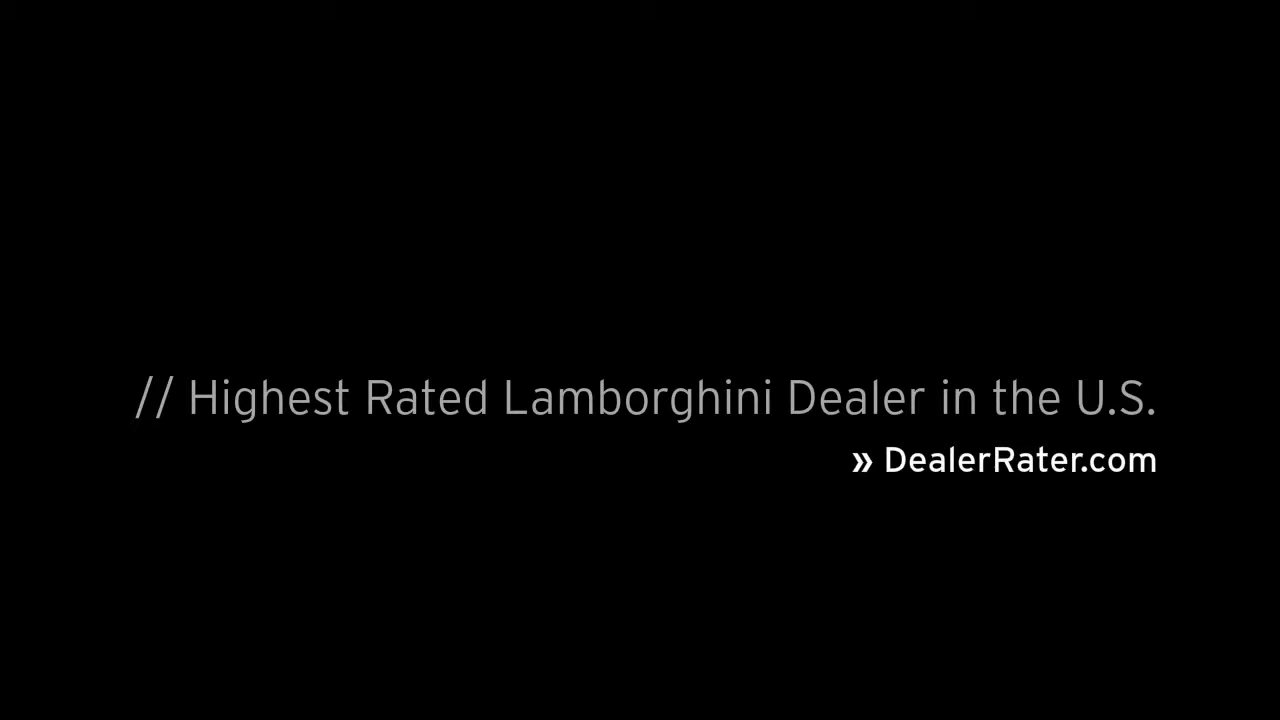 // Highest Rated Lamborghini Dealer in the U.S.
» DealerRater.com